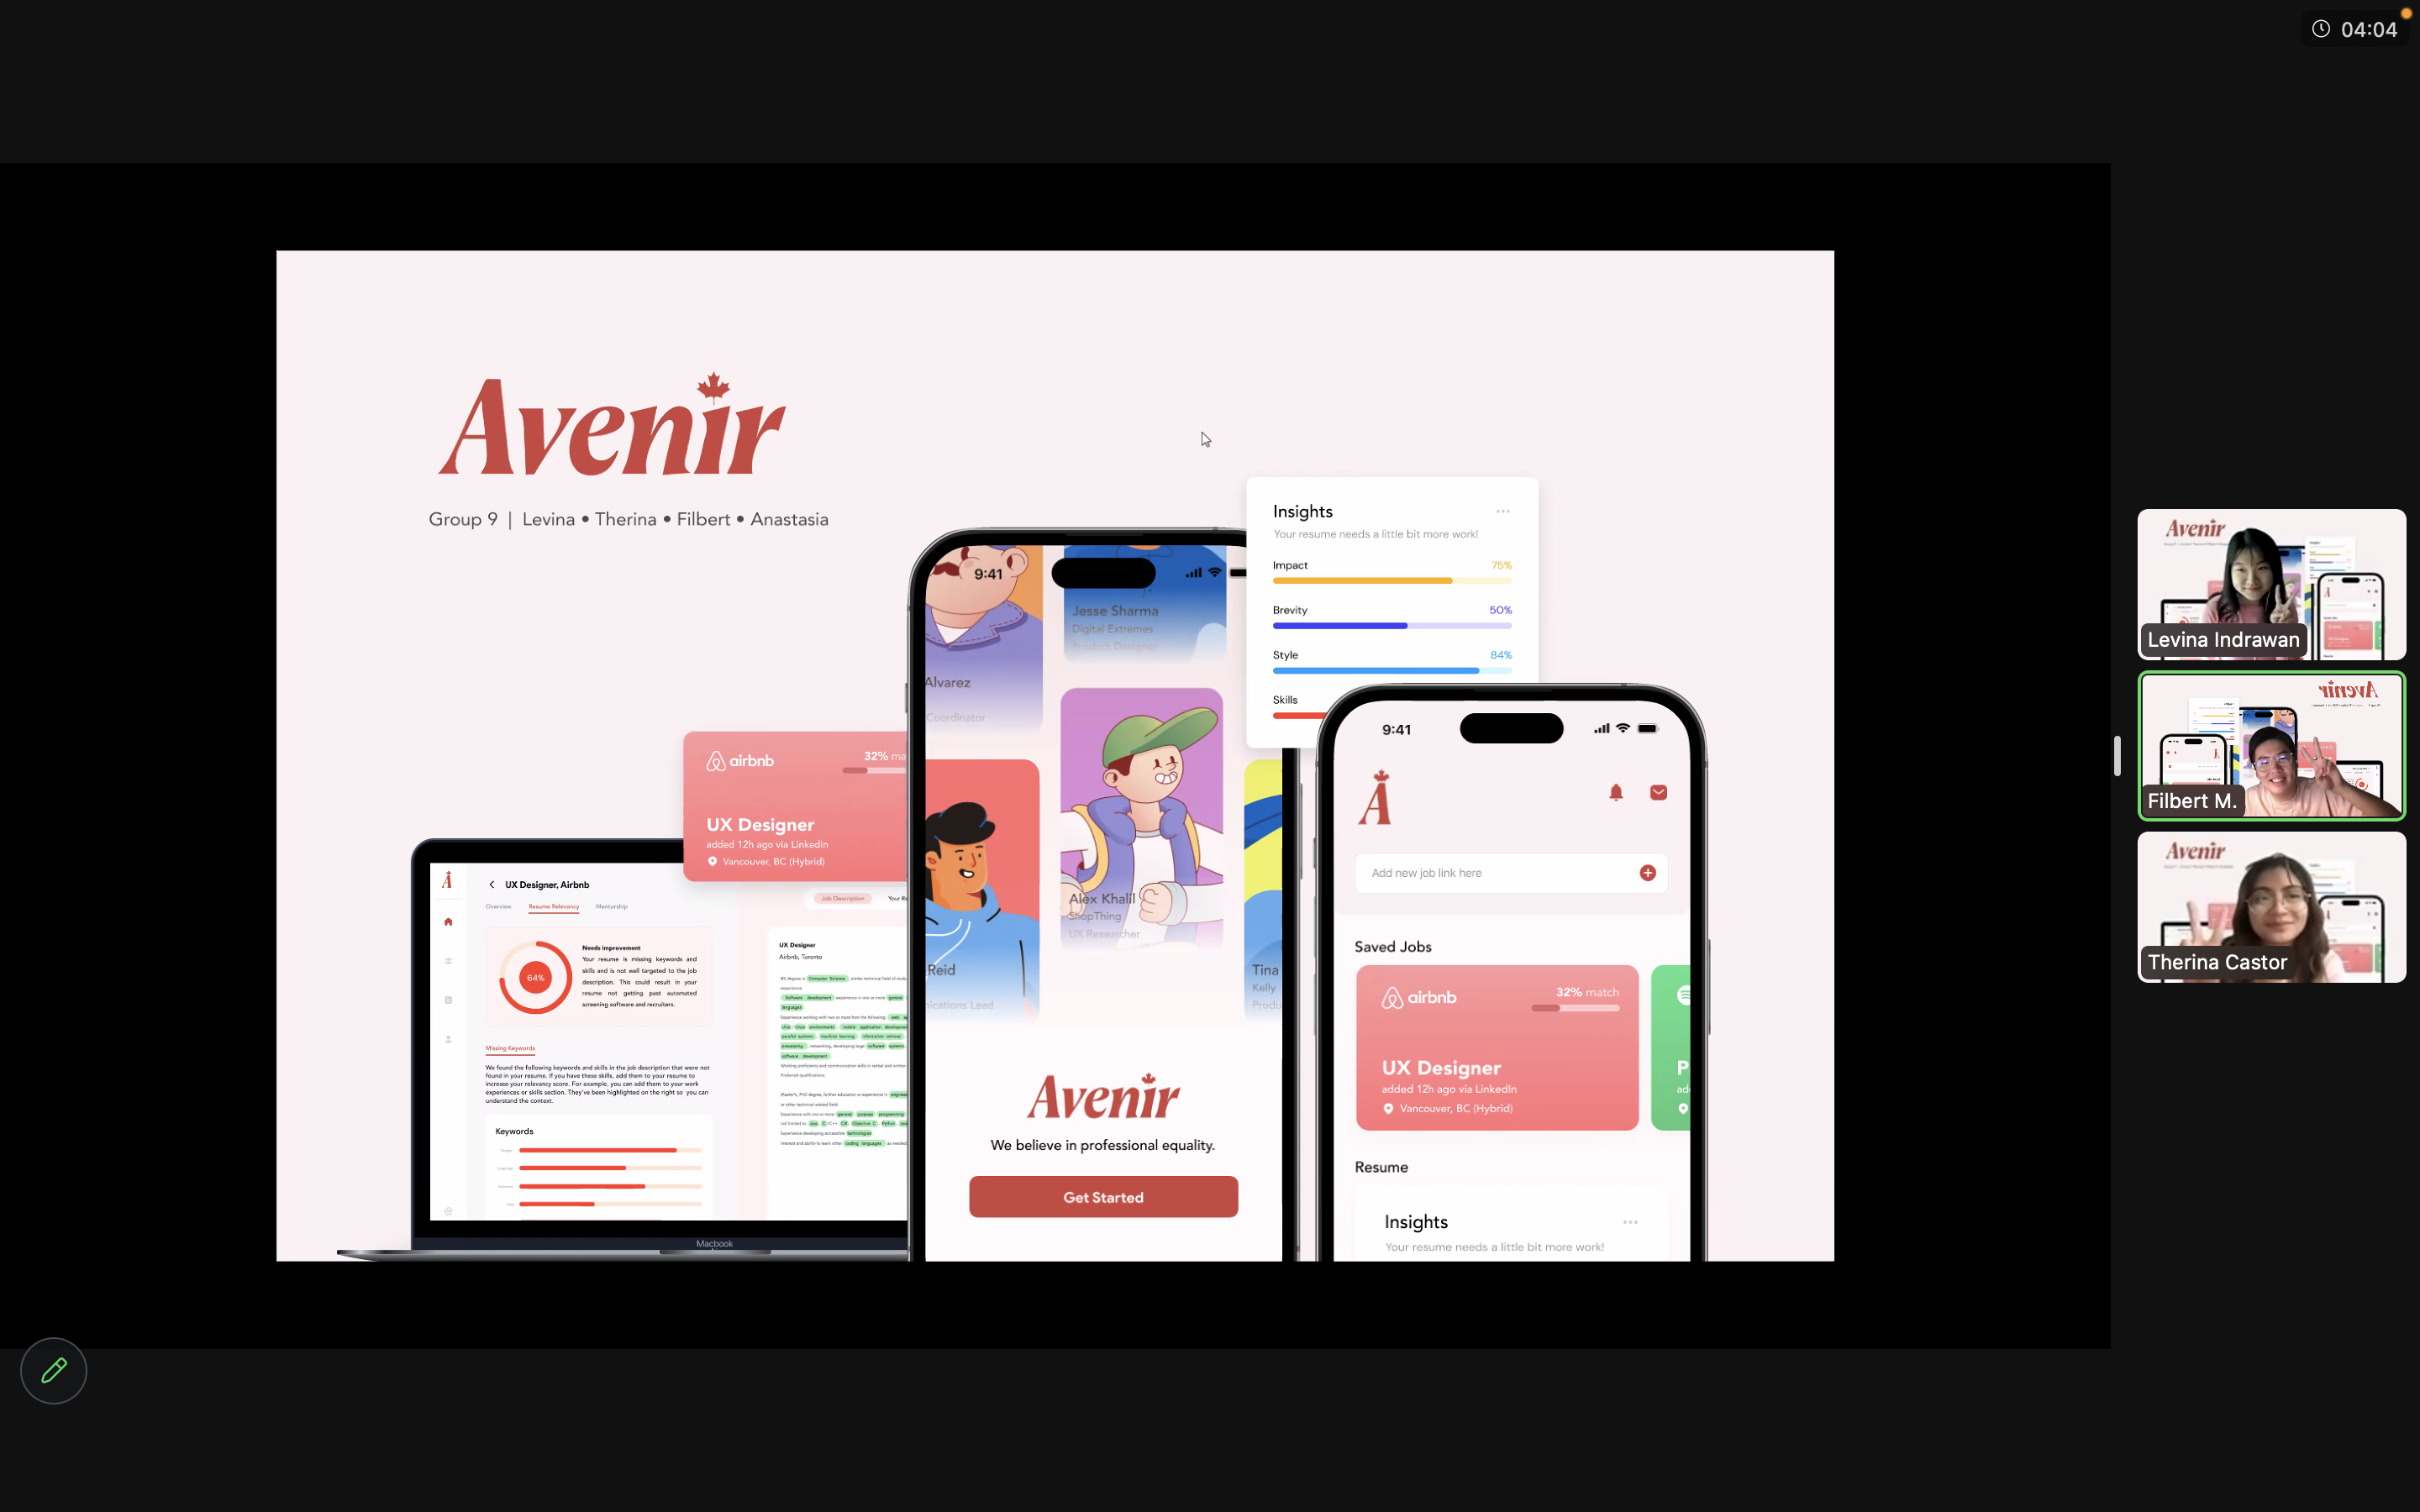 04:04
Avenir
Group 9 | Levina • Therina • Filbert • Anastasia
Insights
Your resume needs a little bit more work!
Impact 75%
Brevity 50%
Style 84%
Skills
9:41
Jesse Sharma
Digital Extremes
Product Designer
Alvarez
Coordinator
Alex Khalil
ShopThing
UX Researcher
Reid
Lead
Tina
Kelly
Avenir
We believe in professional equality.
Get Started
airbnb
32%
UX Designer
added 12h ago via LinkedIn
Vancouver, BC (Hybrid)
UX Designer, Airbnb
Overview Resume Relevancy Mentorship
64%
Needs improvement
Your resume is missing keywords and
skills and is not well targeted to the job
description. This could result in your
resume not getting past automated
screening software and recruiters.
Missing Keywords
We found the following keywords and skills in the job description that were not
found in your resume. If you have these skills, add them to your resume to
increase your relevancy score. For example, you can add them to your work
experiences or skills section. They've been highlighted on the right so you can
understand the context.
Keywords
Job Description
Your
UX Designer
Airbnb, Toronto
Macbook
9:41
A
Add new job link here
Saved Jobs
airbnb
32% match
UX Designer
added 12h ago via LinkedIn
Vancouver, BC (Hybrid)
P
Resume
Insights
Your resume needs a little bit more work!
Avenir
Levina Indrawan
Avenir
Filbert M.
Avenir
Therina Castor